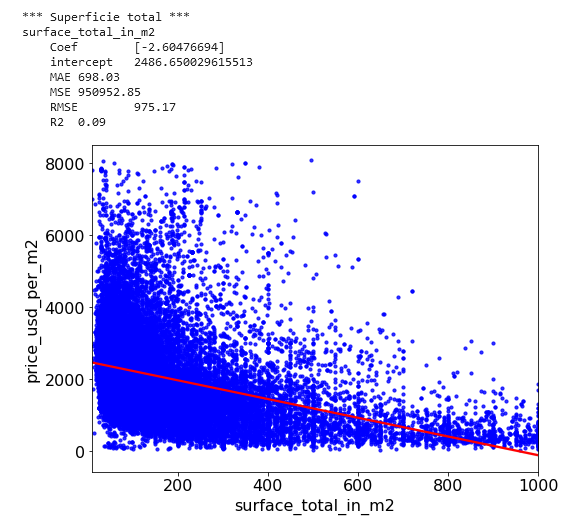 *** Superficie total ***
surface_total_in_m2
Coef [-2.60476694]
intercept 2486.650029615513
MAE 698.03
MSE 950952.85
RMSE 975.17
R2 0.09
8000
6000
4000
2000
0
price_usd_per_m2
200 400 600 800 1000
surface_total_in_m2